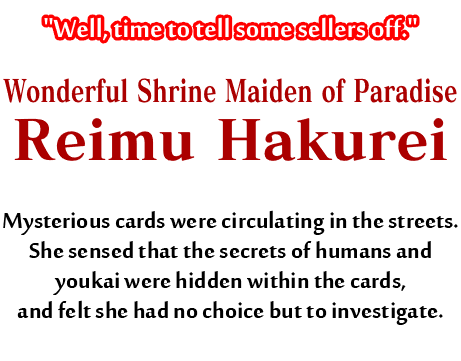 "Well, time to tell some sellers off."
Wonderful Shrine Maiden of Paradise
Reimu Hakurei
Mysterious cards were circulating in the streets.
She sensed that the secrets of humans and
youkai were hidden within the cards,
and felt she had no choice but to investigate.